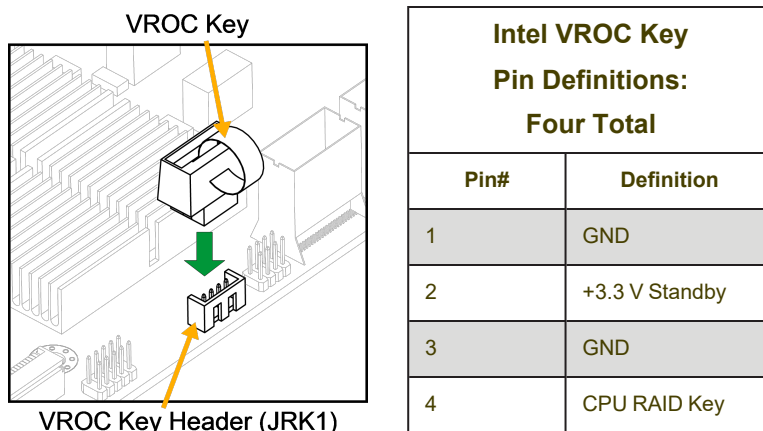 VROC Key
VROC Key Header (JRK1)
Intel VROC Key
Pin Definitions:
Four Total
Pin# Definition
1 GND
2 +3.3 V Standby
3 GND
4 CPU RAID Key